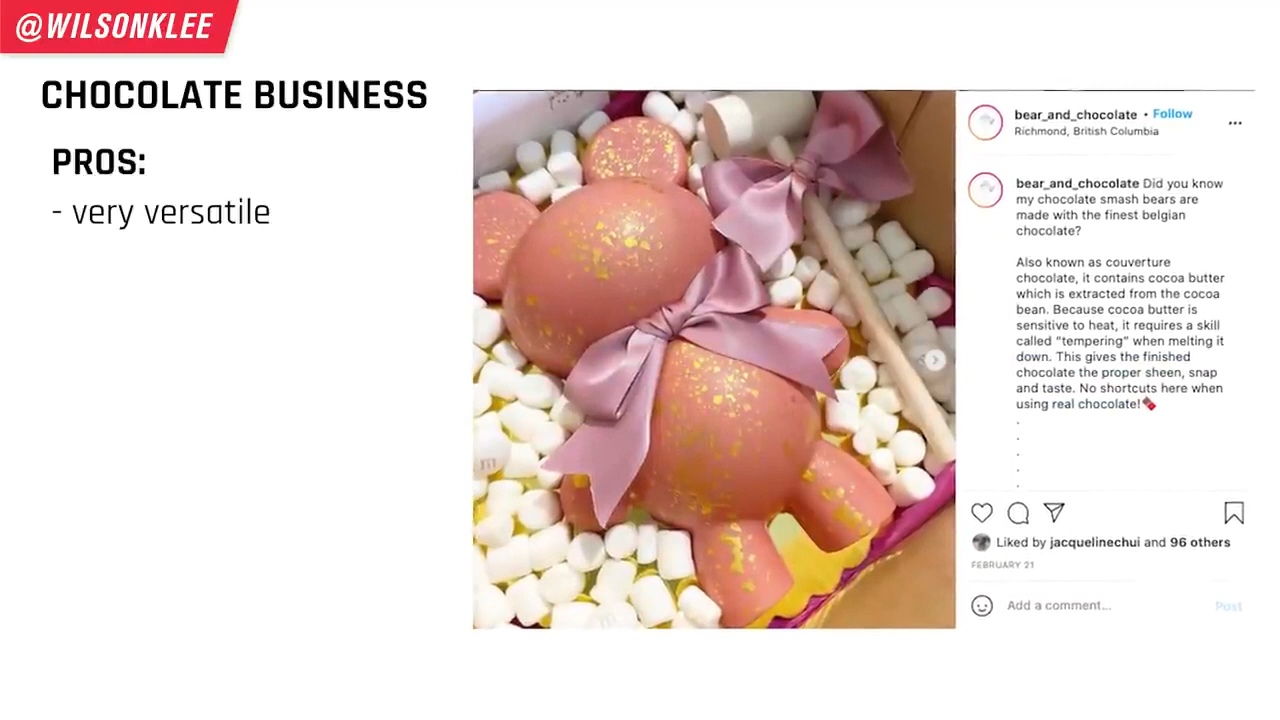 @WILSONKLEE
CHOCOLATE BUSINESS
PROS:
- very versatile
bear_and_chocolate • Follow
Richmond, British Columbia
bear_and_chocolate Did you know
my chocolate smash bears are
made with the finest belgian
chocolate?
Also known as couverture
chocolate, it contains cocoa butter
which is extracted from the cocoa
bean. Because cocoa butter is
sensitive to heat, it requires a skill
called “tempering” when melting it
down. This gives the finished
chocolate the proper sheen, snap
and taste. No shortcuts here when
using real chocolate!🍫
.
.
.
.
.
Liked by jacquelinechui and 96 others
FEBRUARY 21
Add a comment...
Post
m